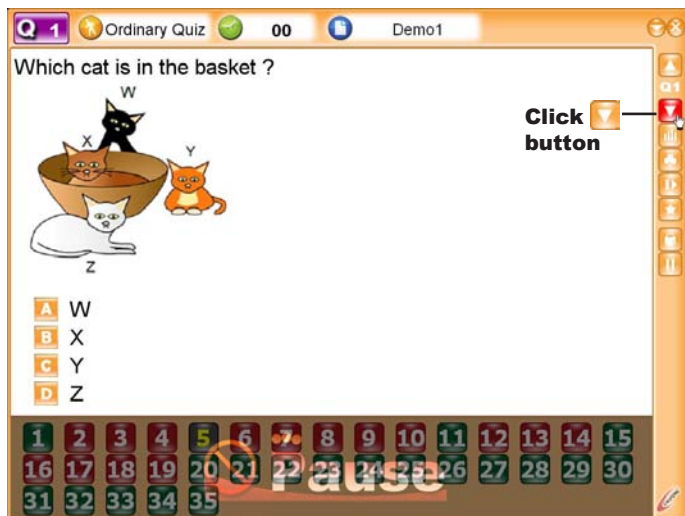 Q 1 Ordinary Quiz 00 Demo1
Which cat is in the basket ?
W
X
Y
Z
Click
button
Q1
A W
B X
C Y
D Z
1 2 3 4 5 6 7 8 9 10 11 12 13 14 15
16 17 18 19 20 21 22 23 24 25 26 27 28 29 30
31 32 33 34 35
Pause